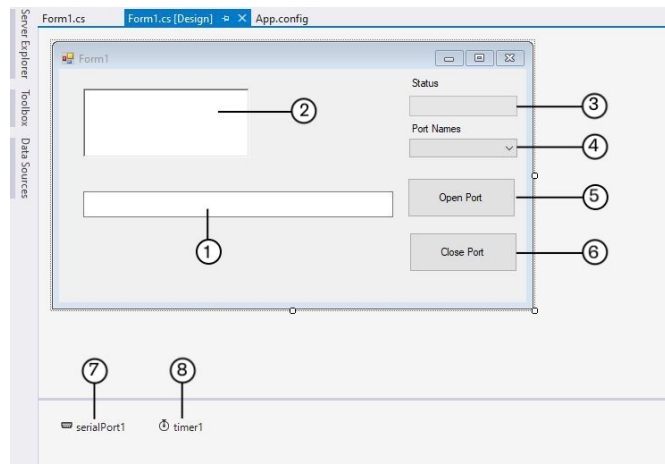 Form1.cs
Form1.cs [Design]
App.config
Server Explorer
Toolbox
Data Sources
Form1
Status
2
3
Port Names
4
Open Port
5
1
Close Port
6
7
8
serialPort1
timer1